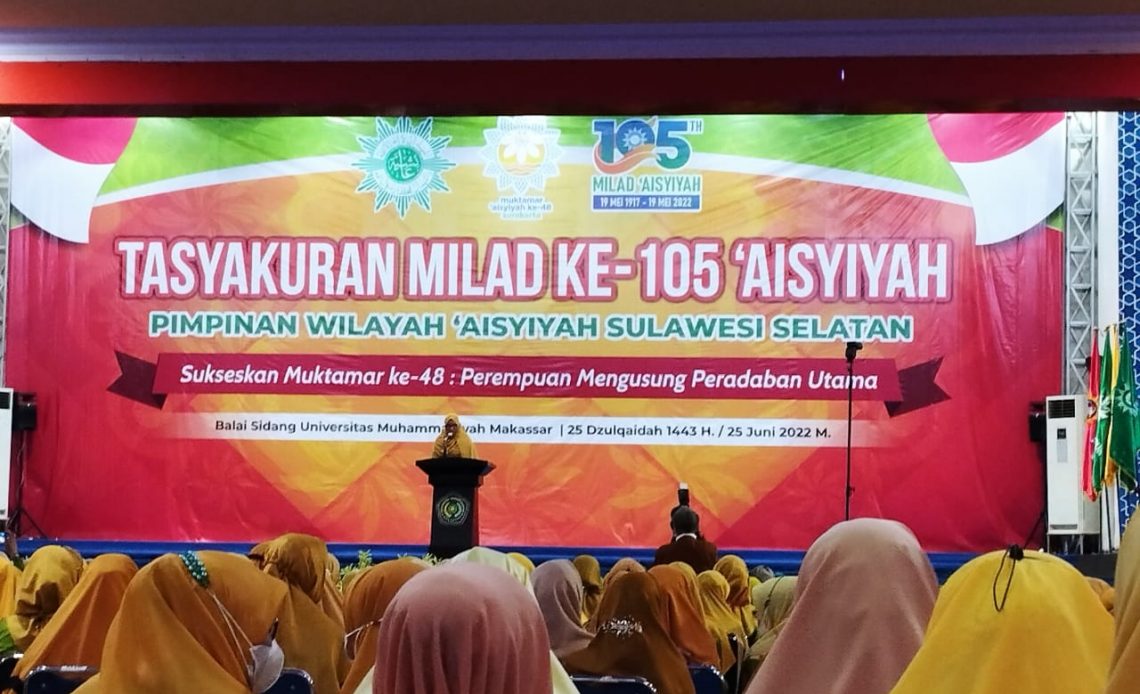 muktamar
'aisyiyah ke-48
surakarta
105TH
MILAD 'AISYIYAH
19 MEI 1917 - 19 MEI 2022
TASYAKURAN MILAD KE-105 'AISYIYAH
PIMPINAN WILAYAH 'AISYIYAH SULAWESI SELATAN
Sukseskan Muktamar ke-48 : Perempuan Mengusung Peradaban Utama
Balai Sidang Universitas Muhammadiyah Makassar | 25 Dzulqaidah 1443 H. / 25 Juni 2022 M.